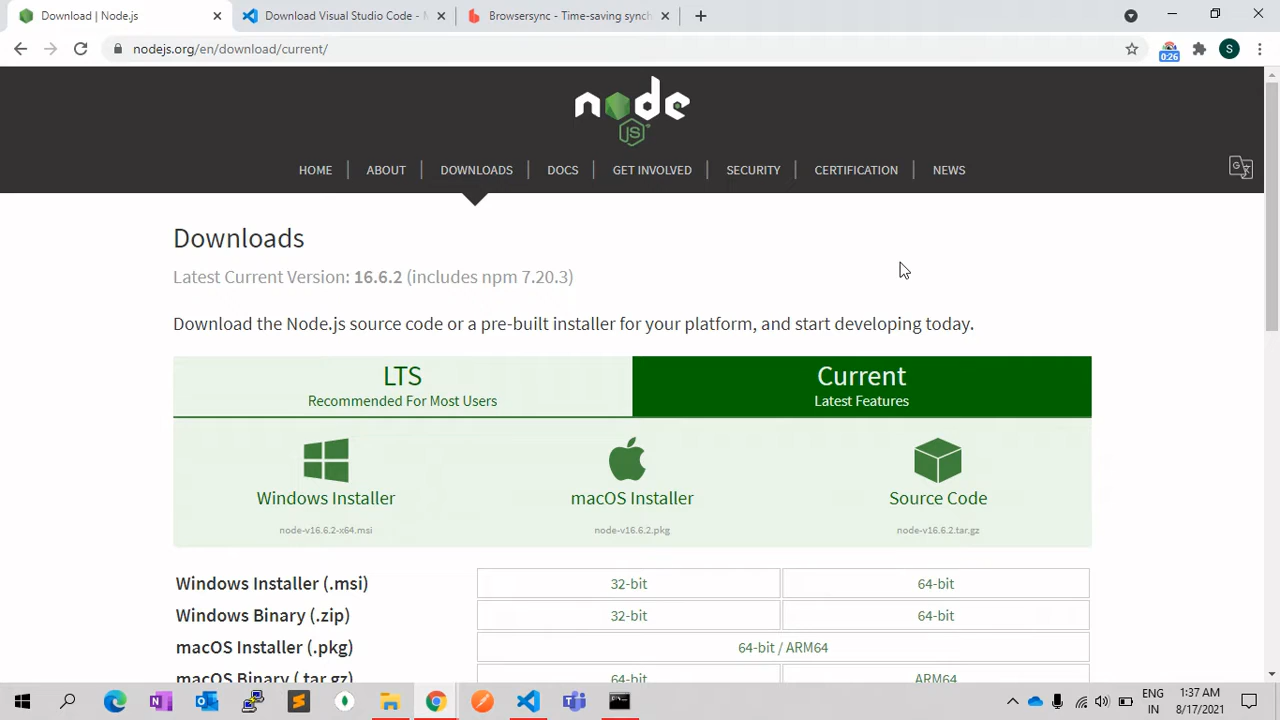 Download | Node.js
Download Visual Studio Code - M
Browsersync - Time-saving synch
nodejs.org/en/download/current/
S
0:26
node
JS
HOME
ABOUT
DOWNLOADS
DOCS
GET INVOLVED
SECURITY
CERTIFICATION
NEWS
Downloads
Latest Current Version: 16.6.2 (includes npm 7.20.3)
Download the Node.js source code or a pre-built installer for your platform, and start developing today.
LTS
Recommended For Most Users
Current
Latest Features
Windows Installer
node-v16.6.2-x64.msi
macOS Installer
node-v16.6.2.pkg
Source Code
node-v16.6.2.tar.gz
Windows Installer (.msi)
32-bit
64-bit
Windows Binary (.zip)
32-bit
64-bit
macOS Installer (.pkg)
64-bit / ARM64
macOS Binary (.tar.gz)
64-bit
ARM64
ENG
IN
1:37 AM
8/17/2021